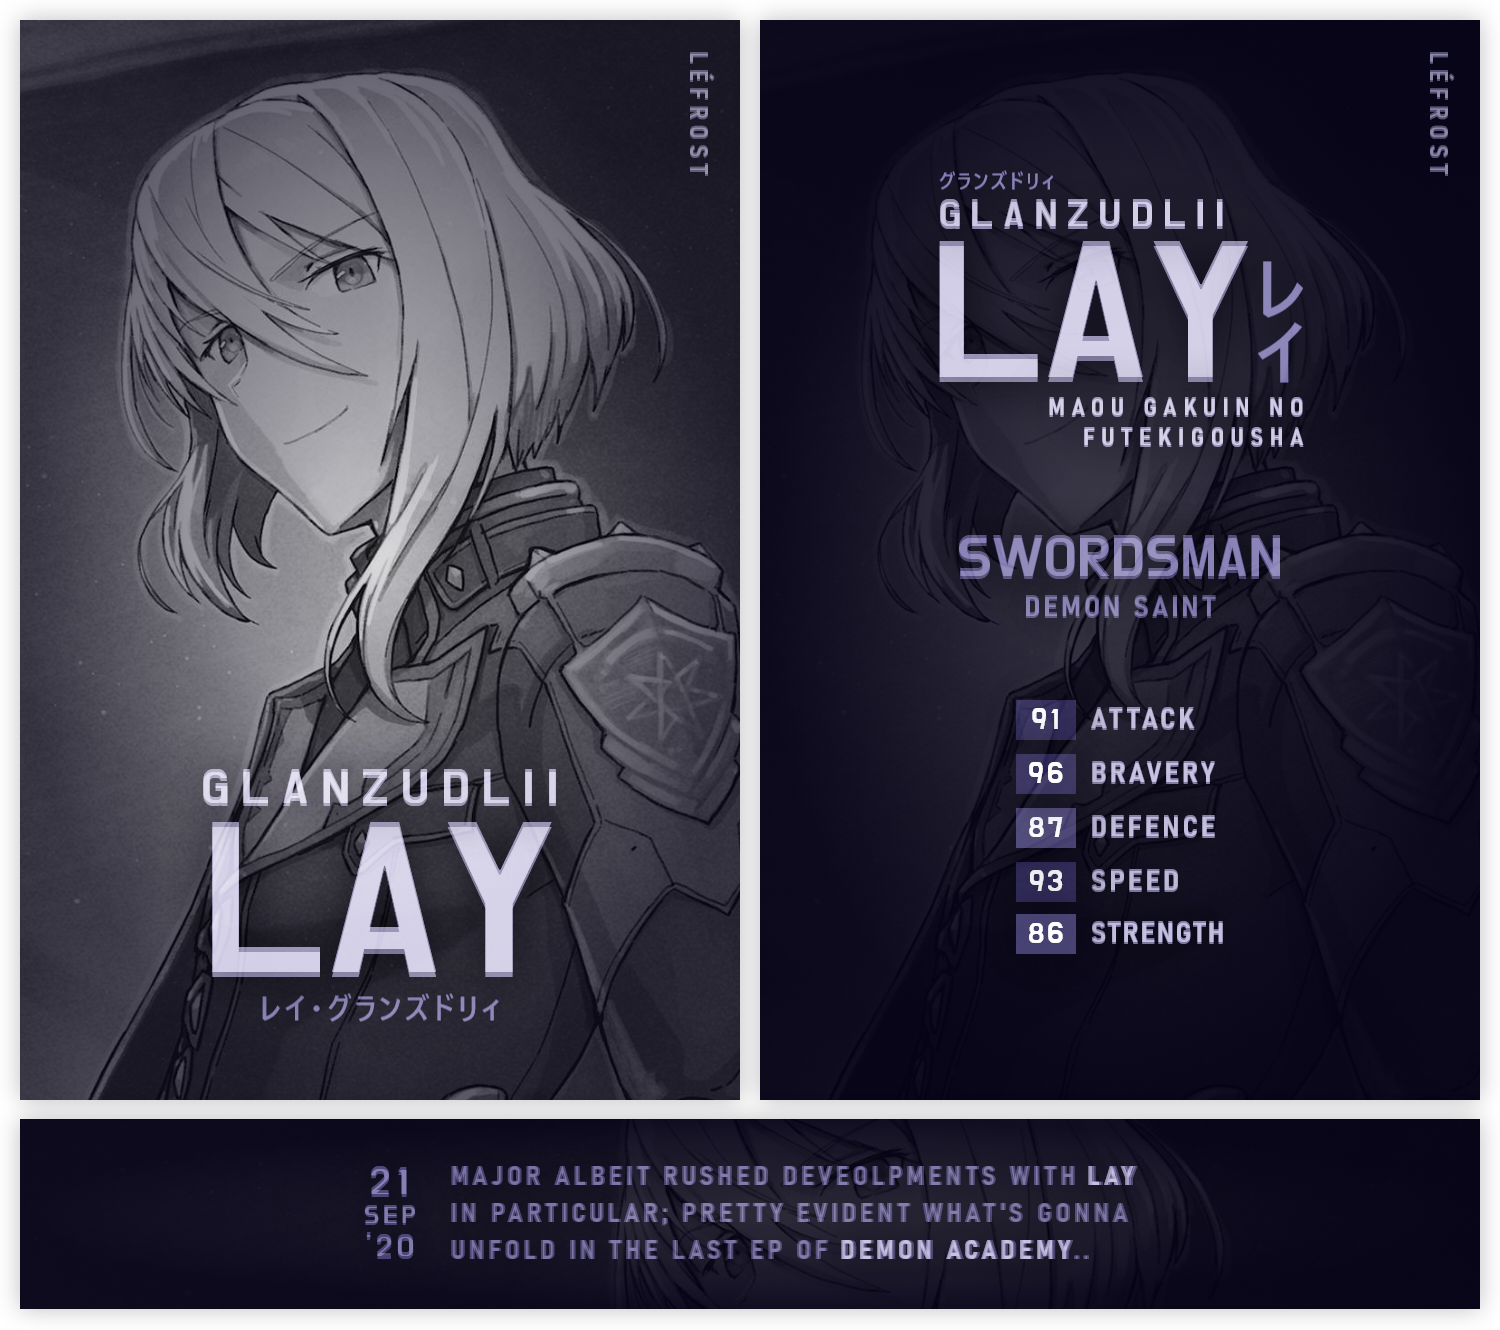 LÉFROST
GLANZUDLII
LAY
レイ・グランズドリィ
LÉFROST
グランズドリィ
GLANZUDLII
LAY
レイ
MAOU GAKUIN NO
FUTEKIGOUSHA
SWORDSMAN
DEMON SAINT
91 ATTACK
96 BRAVERY
87 DEFENCE
93 SPEED
86 STRENGTH
21
SEP
'20
MAJOR ALBEIT RUSHED DEVEOLPMENTS WITH LAY
IN PARTICULAR; PRETTY EVIDENT WHAT'S GONNA
UNFOLD IN THE LAST EP OF DEMON ACADEMY..